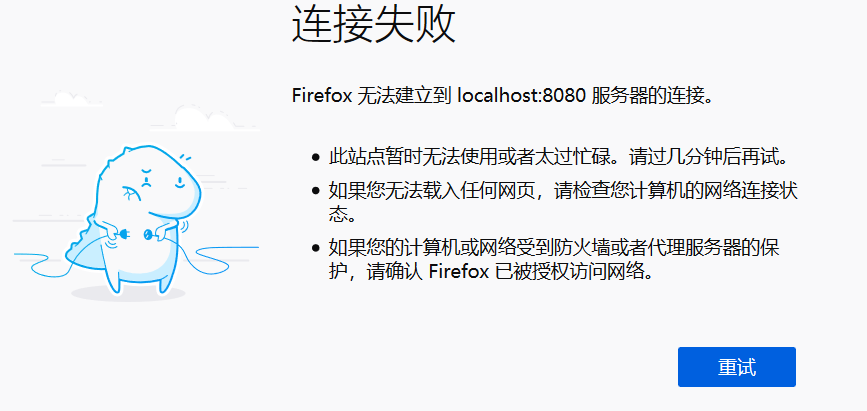 连接失败
Firefox 无法建立到 localhost:8080 服务器的连接。
此站点暂时无法使用或者太过忙碌。请过几分钟后再试。
如果您无法载入任何网页，请检查您计算机的网络连接状
态。
如果您的计算机或网络受到防火墙或者代理服务器的保
护，请确认 Firefox 已被授权访问网络。
重试